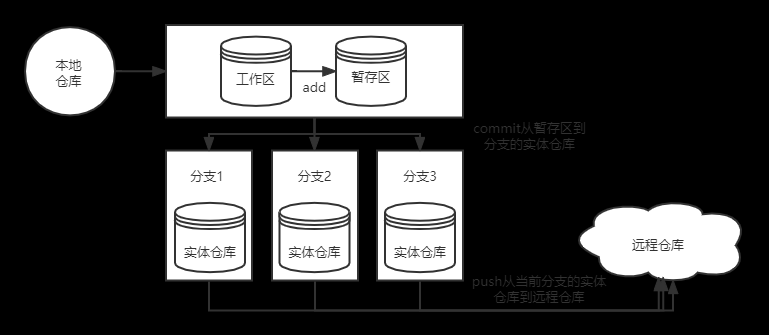 本地
仓库
工作区
add
暂存区
commit从暂存区到
分支的实体仓库
分支1
分支2
分支3
实体仓库
实体仓库
实体仓库
远程仓库
push从当前分支的实体
仓库到远程仓库